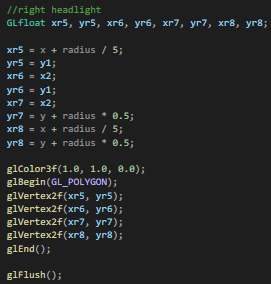 //right headlight
GLfloat xr5, yr5, xr6, yr6, xr7, yr7, xr8, yr8;
xr5 = x + radius / 5;
yr5 = y1;
xr6 = x2;
yr6 = y1;
xr7 = x2;
yr7 = y + radius * 0.5;
xr8 = x + radius / 5;
yr8 = y + radius * 0.5;
glColor3f(1.0, 1.0, 0.0);
glBegin(GL_POLYGON);
glVertex2f(xr5, yr5);
glVertex2f(xr6, yr6);
glVertex2f(xr7, yr7);
glVertex2f(xr8, yr8);
glEnd();
glFlush();